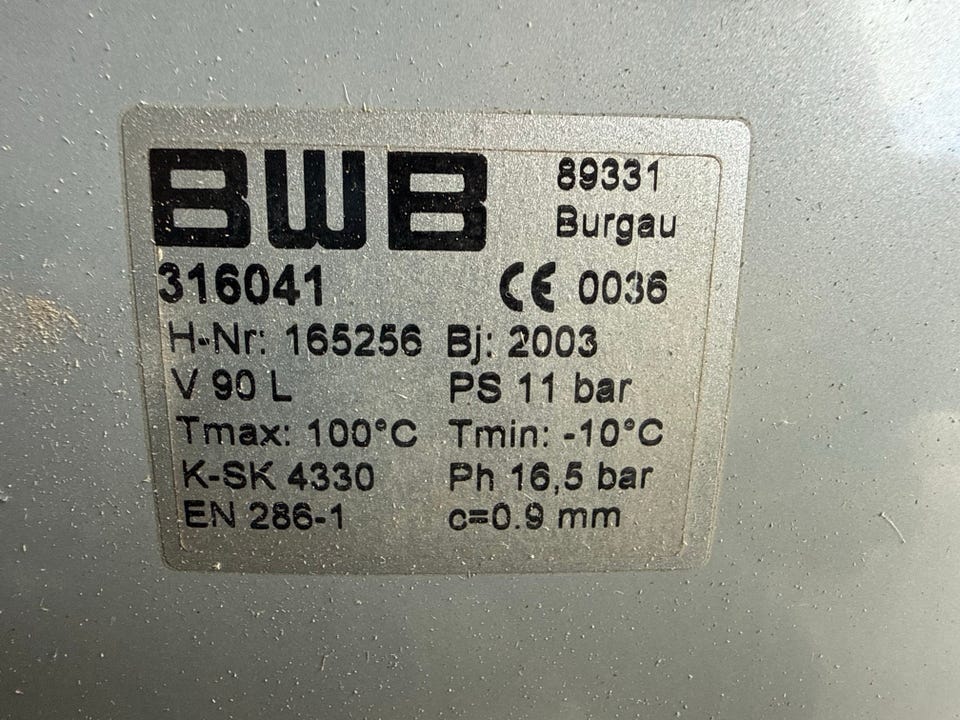 BWB
89331
Burgau
316041 CE 0036
H-Nr: 165256 Bj: 2003
V 90 L PS 11 bar
Tmax: 100°C Tmin: -10°C
K-SK 4330 Ph 16,5 bar
EN 286-1 c=0.9 mm